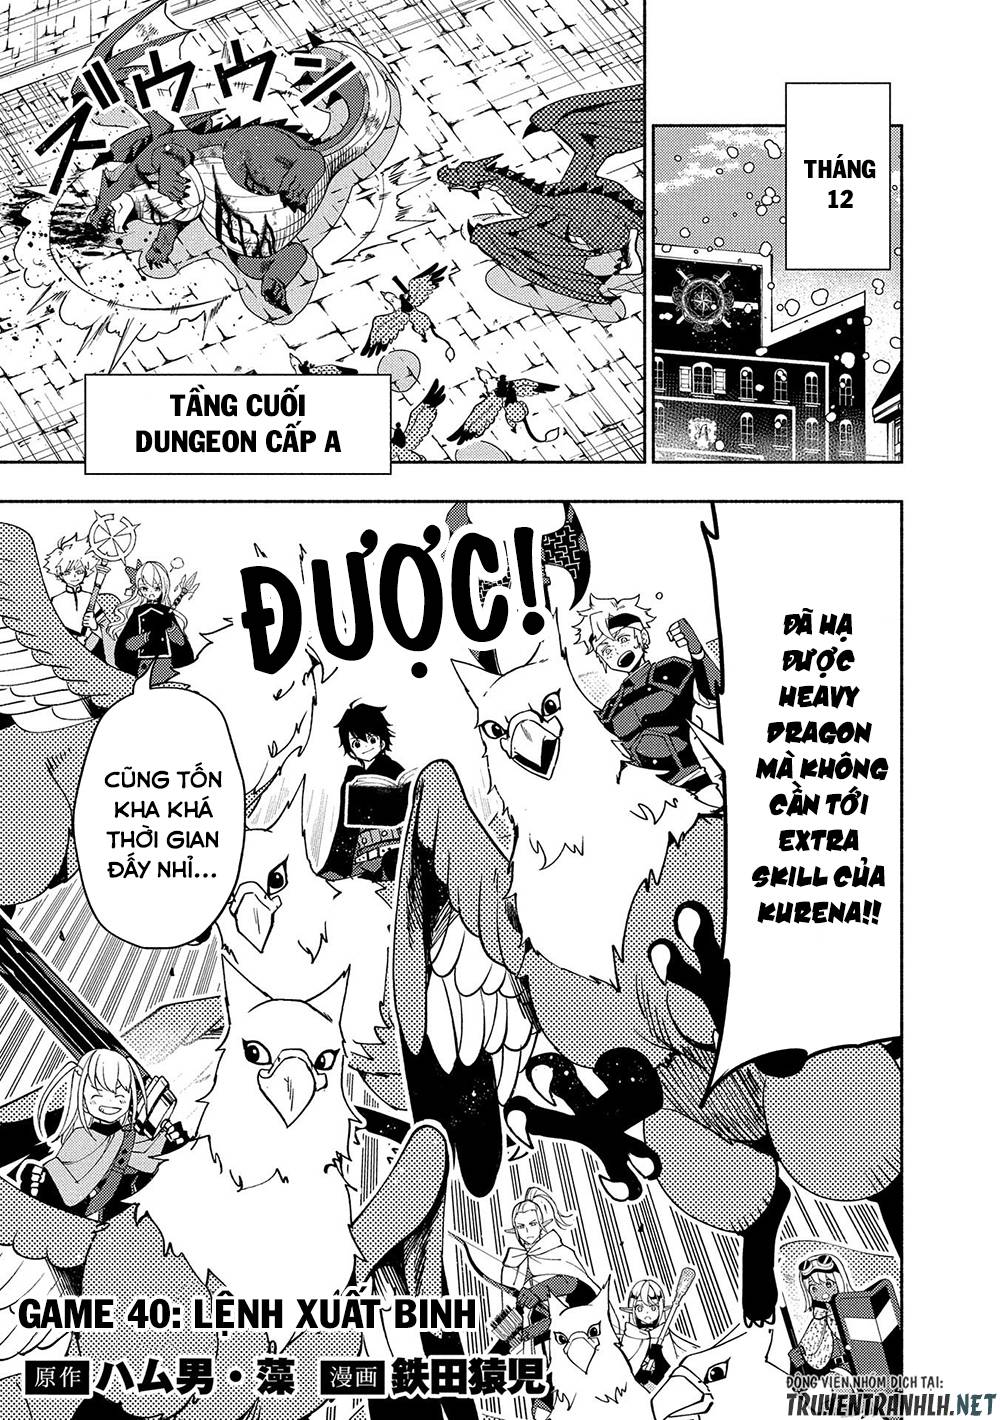 THÁNG
12
ズウウウン
TẦNG CUỐI
DUNGEON CẤP A
ĐƯỢC!
ĐÃ HẠ
ĐƯỢC
HEAVY
DRAGON
MÀ KHÔNG
CẦN TỚI
EXTRA
SKILL CỦA
KURENA!!
CŨNG TỐN
KHA KHÁ
THỜI GIAN
ĐẤY NHỈ...
GAME 40: LỆNH XUẤT BINH
原作 ハム男・藻 漫画 鉄田猿児
ĐỘNG VIÊN NHÓM DỊCH TẠI:
TRUYENTRANHLH.NET